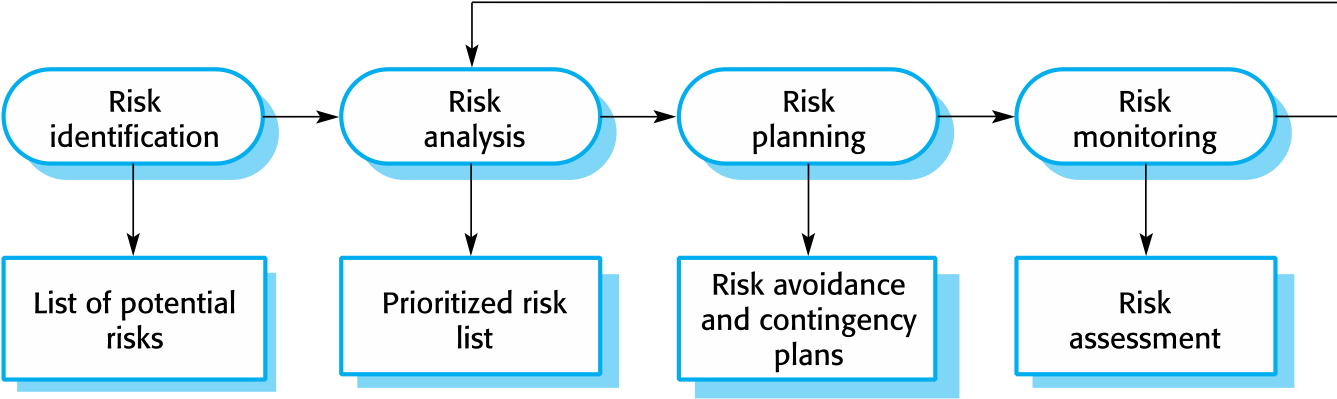 Risk
identification
Risk
analysis
Risk
planning
Risk
monitoring
List of potential
risks
Prioritized risk
list
Risk avoidance
and contingency
plans
Risk
assessment